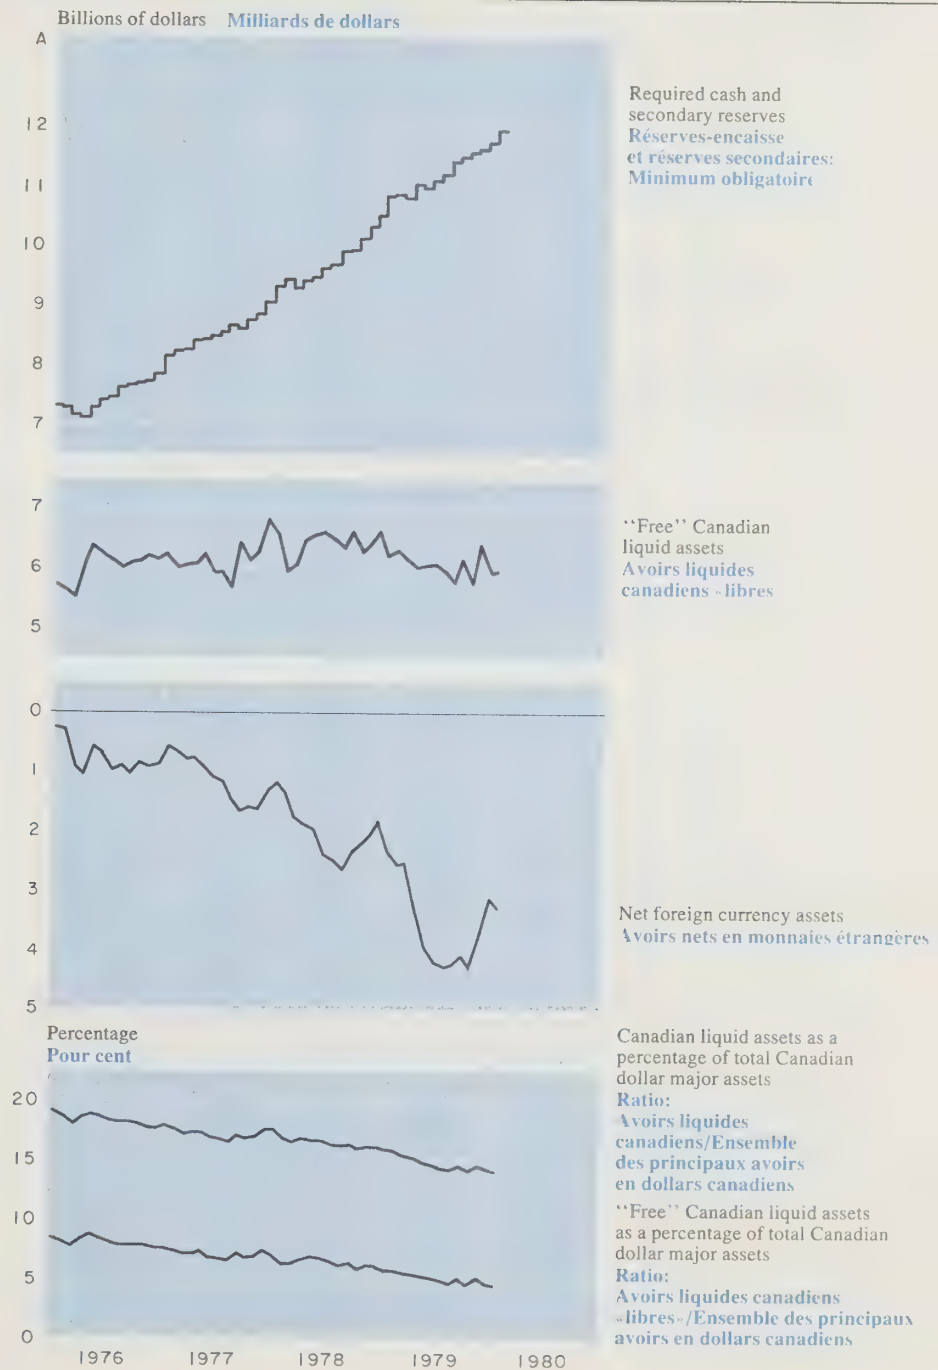 Billions of dollars Milliards de dollars
A
12
11
10
9
8
7
Required cash and
secondary reserves
Réserves-encaisse
et réserves secondaires:
Minimum obligatoire
7
6
5
"Free" Canadian
liquid assets
Avoirs liquides
canadiens «libres
0
1
2
3
4
5
Net foreign currency assets
Avoirs nets en monnaies étrangères
Percentage
Pour cent
20
15
10
5
0
Canadian liquid assets as a
percentage of total Canadian
dollar major assets
Ratio:
Avoirs liquides
canadiens/Ensemble
des principaux avoirs
en dollars canadiens
"Free" Canadian liquid assets
as a percentage of total Canadian
dollar major assets
Ratio:
Avoirs liquides canadiens
«libres»/Ensemble des principaux
avoirs en dollars canadiens
1976 1977 1978 1979 1980